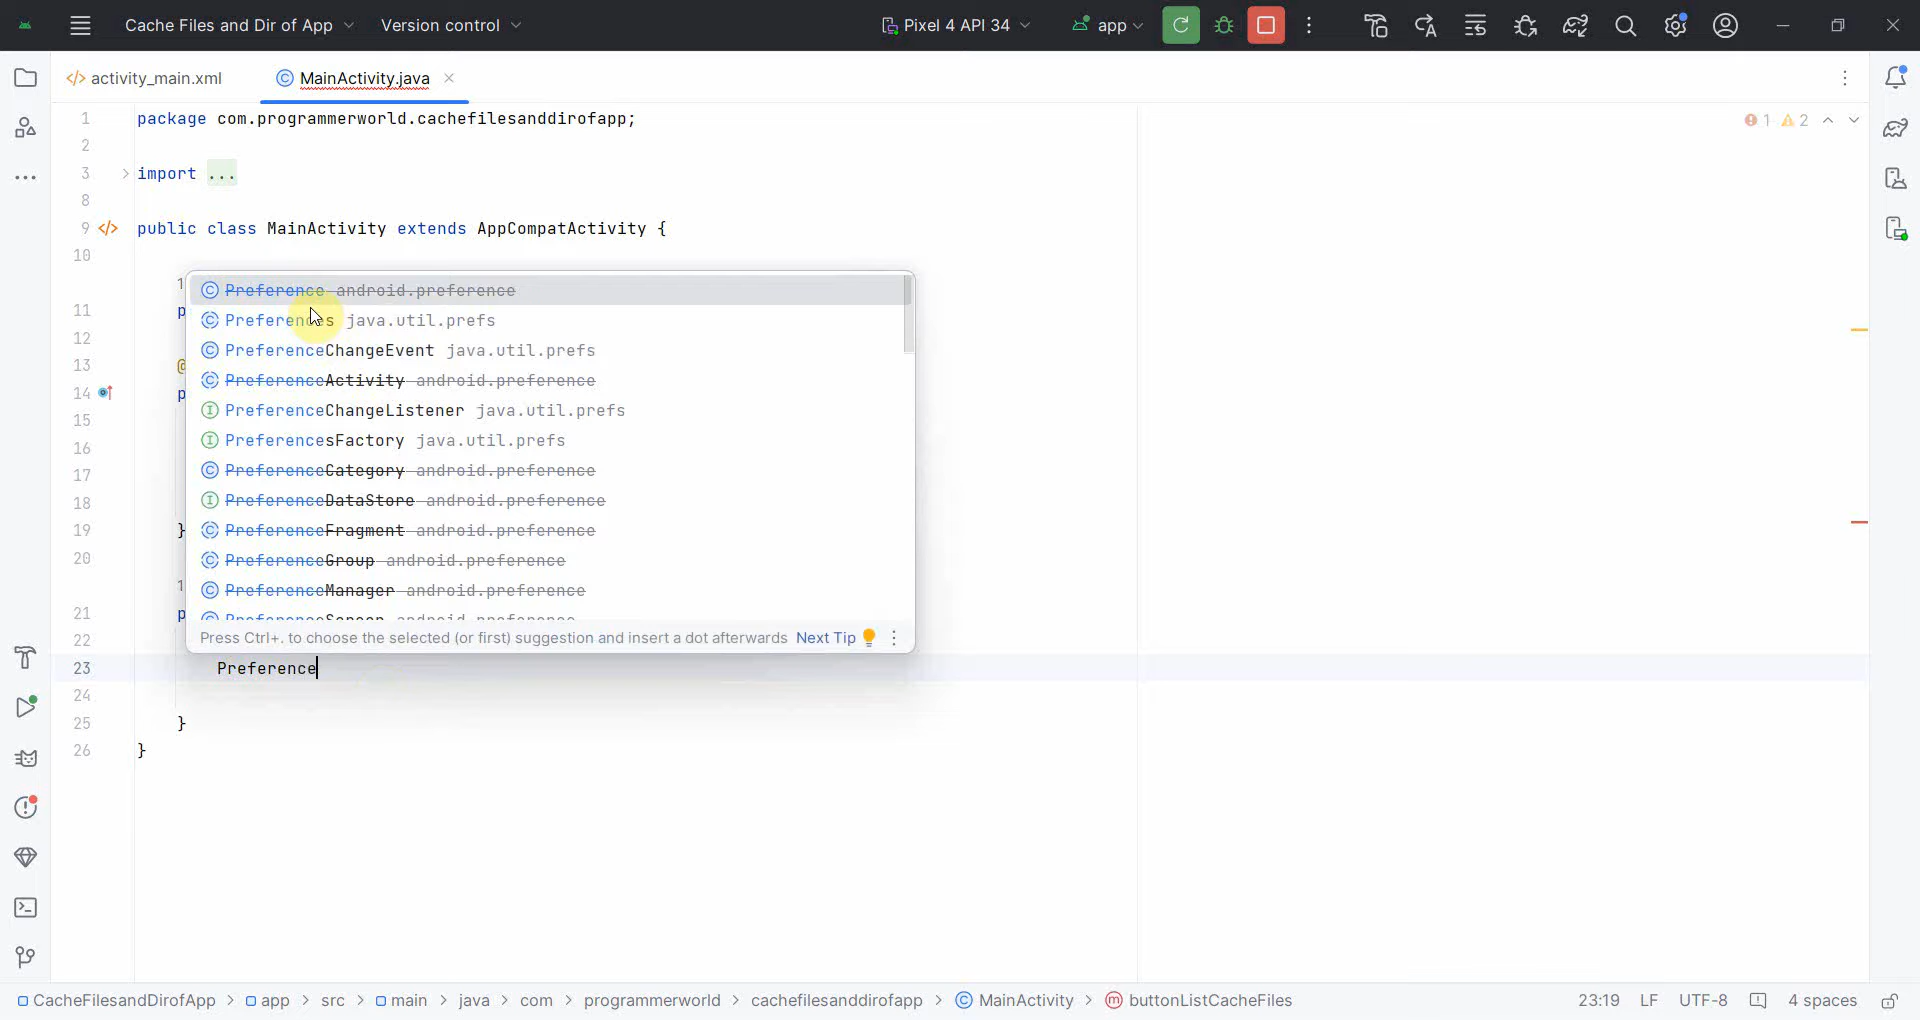 Cache Files and Dir of App Version control Pixel 4 API 34 app
activity_main.xml MainActivity.java
1 package com.programmerworld.cachefilesanddirofapp;
1 2
2
3 import ...
8
9 public class MainActivity extends AppCompatActivity {
10
1
Preference android.preference
11 p
Preferences java.util.prefs
12
PreferenceChangeEvent java.util.prefs
13 @
PreferenceActivity android.preference
14 p
PreferenceChangeListener java.util.prefs
15
PreferencesFactory java.util.prefs
16
PreferenceCategory android.preference
17
PreferenceDataStore android.preference
18
PreferenceFragment android.preference
19 }
PreferenceGroup android.preference
20
PreferenceManager android.preference
1
PreferenceScreen android.preference
21 p
Press Ctrl+. to choose the selected (or first) suggestion and insert a dot afterwards Next Tip
22
23 Preference
24
25 }
26 }
CacheFilesandDirofApp > app > src > main > java > com > programmerworld > cachefilesanddirofapp > MainActivity > buttonListCacheFiles 23:19 LF UTF-8 4 spaces